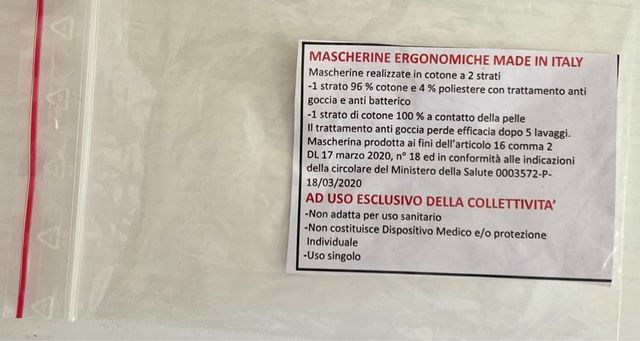 MASCHERINE ERGONOMICHE MADE IN ITALY
Mascherine realizzate in cotone a 2 strati
-1 strato 96 % cotone e 4 % poliestere con trattamento anti
goccia e anti batterico
-1 strato di cotone 100 % a contatto della pelle
Il trattamento anti goccia perde efficacia dopo 5 lavaggi.
Mascherina prodotta ai fini dell'articolo 16 comma 2
DL 17 marzo 2020, n° 18 ed in conformità alle indicazioni
della circolare del Ministero della Salute 0003572-P-
18/03/2020
AD USO ESCLUSIVO DELLA COLLETTIVITA'
-Non adatta per uso sanitario
-Non costituisce Dispositivo Medico e/o protezione
Individuale
-Uso singolo